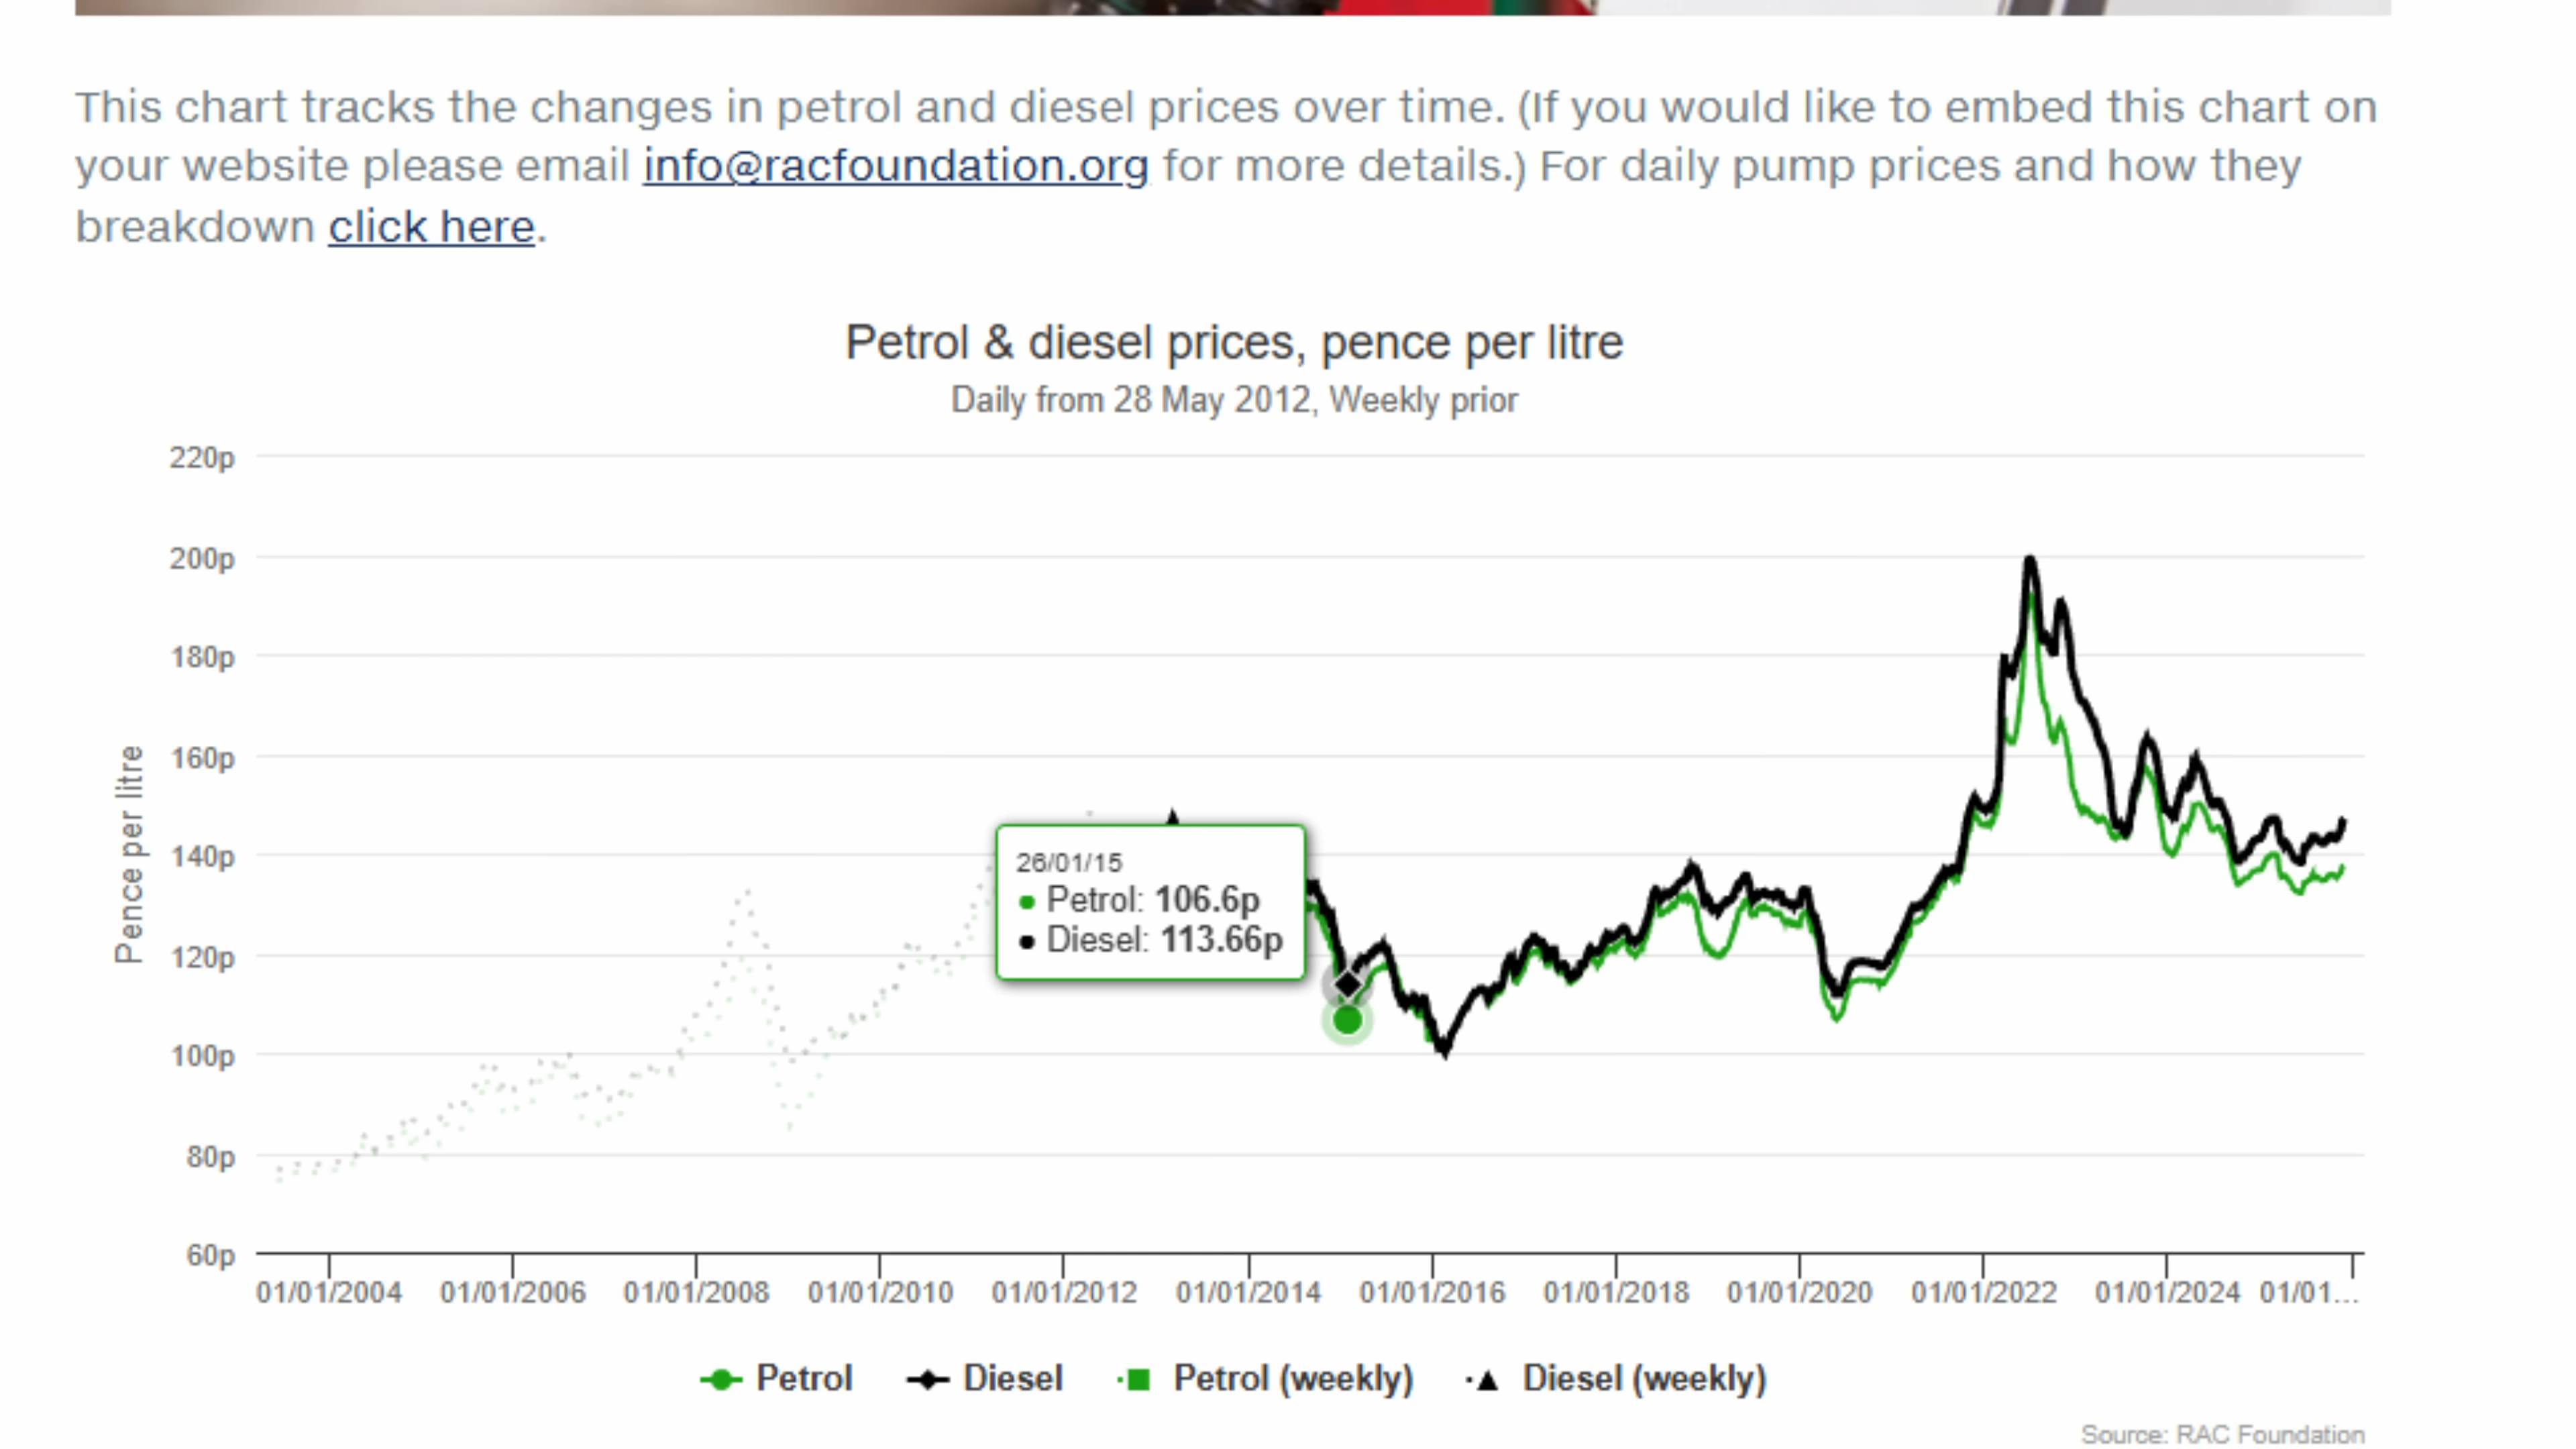 This chart tracks the changes in petrol and diesel prices over time. (If you would like to embed this chart on
your website please email info@racfoundation.org for more details.) For daily pump prices and how they
breakdown click here.
Petrol & diesel prices, pence per litre
Daily from 28 May 2012, Weekly prior
Pence per litre
220p
200p
180p
160p
140p
120p
100p
80p
60p
26/01/15
Petrol: 106.6p
Diesel: 113.66p
01/01/2004 01/01/2006 01/01/2008 01/01/2010 01/01/2012 01/01/2014 01/01/2016 01/01/2018 01/01/2020 01/01/2022 01/01/2024 01/01...
Petrol Diesel Petrol (weekly) Diesel (weekly)
Source: RAC Foundation